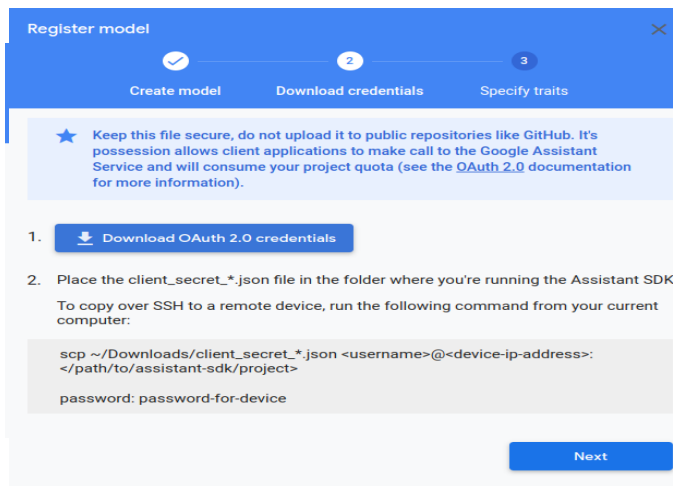 Register model
2
3
Create model
Download credentials
Specify traits
Keep this file secure, do not upload it to public repositories like GitHub. It's
possession allows client applications to make call to the Google Assistant
Service and will consume your project quota (see the OAuth 2.0 documentation
for more information).
1. Download OAuth 2.0 credentials
2. Place the client_secret_*.json file in the folder where you're running the Assistant SDK
To copy over SSH to a remote device, run the following command from your current
computer:
scp ~/Downloads/client_secret_*.json <username>@<device-ip-address>:
</path/to/assistant-sdk/project>
password: password-for-device
Next